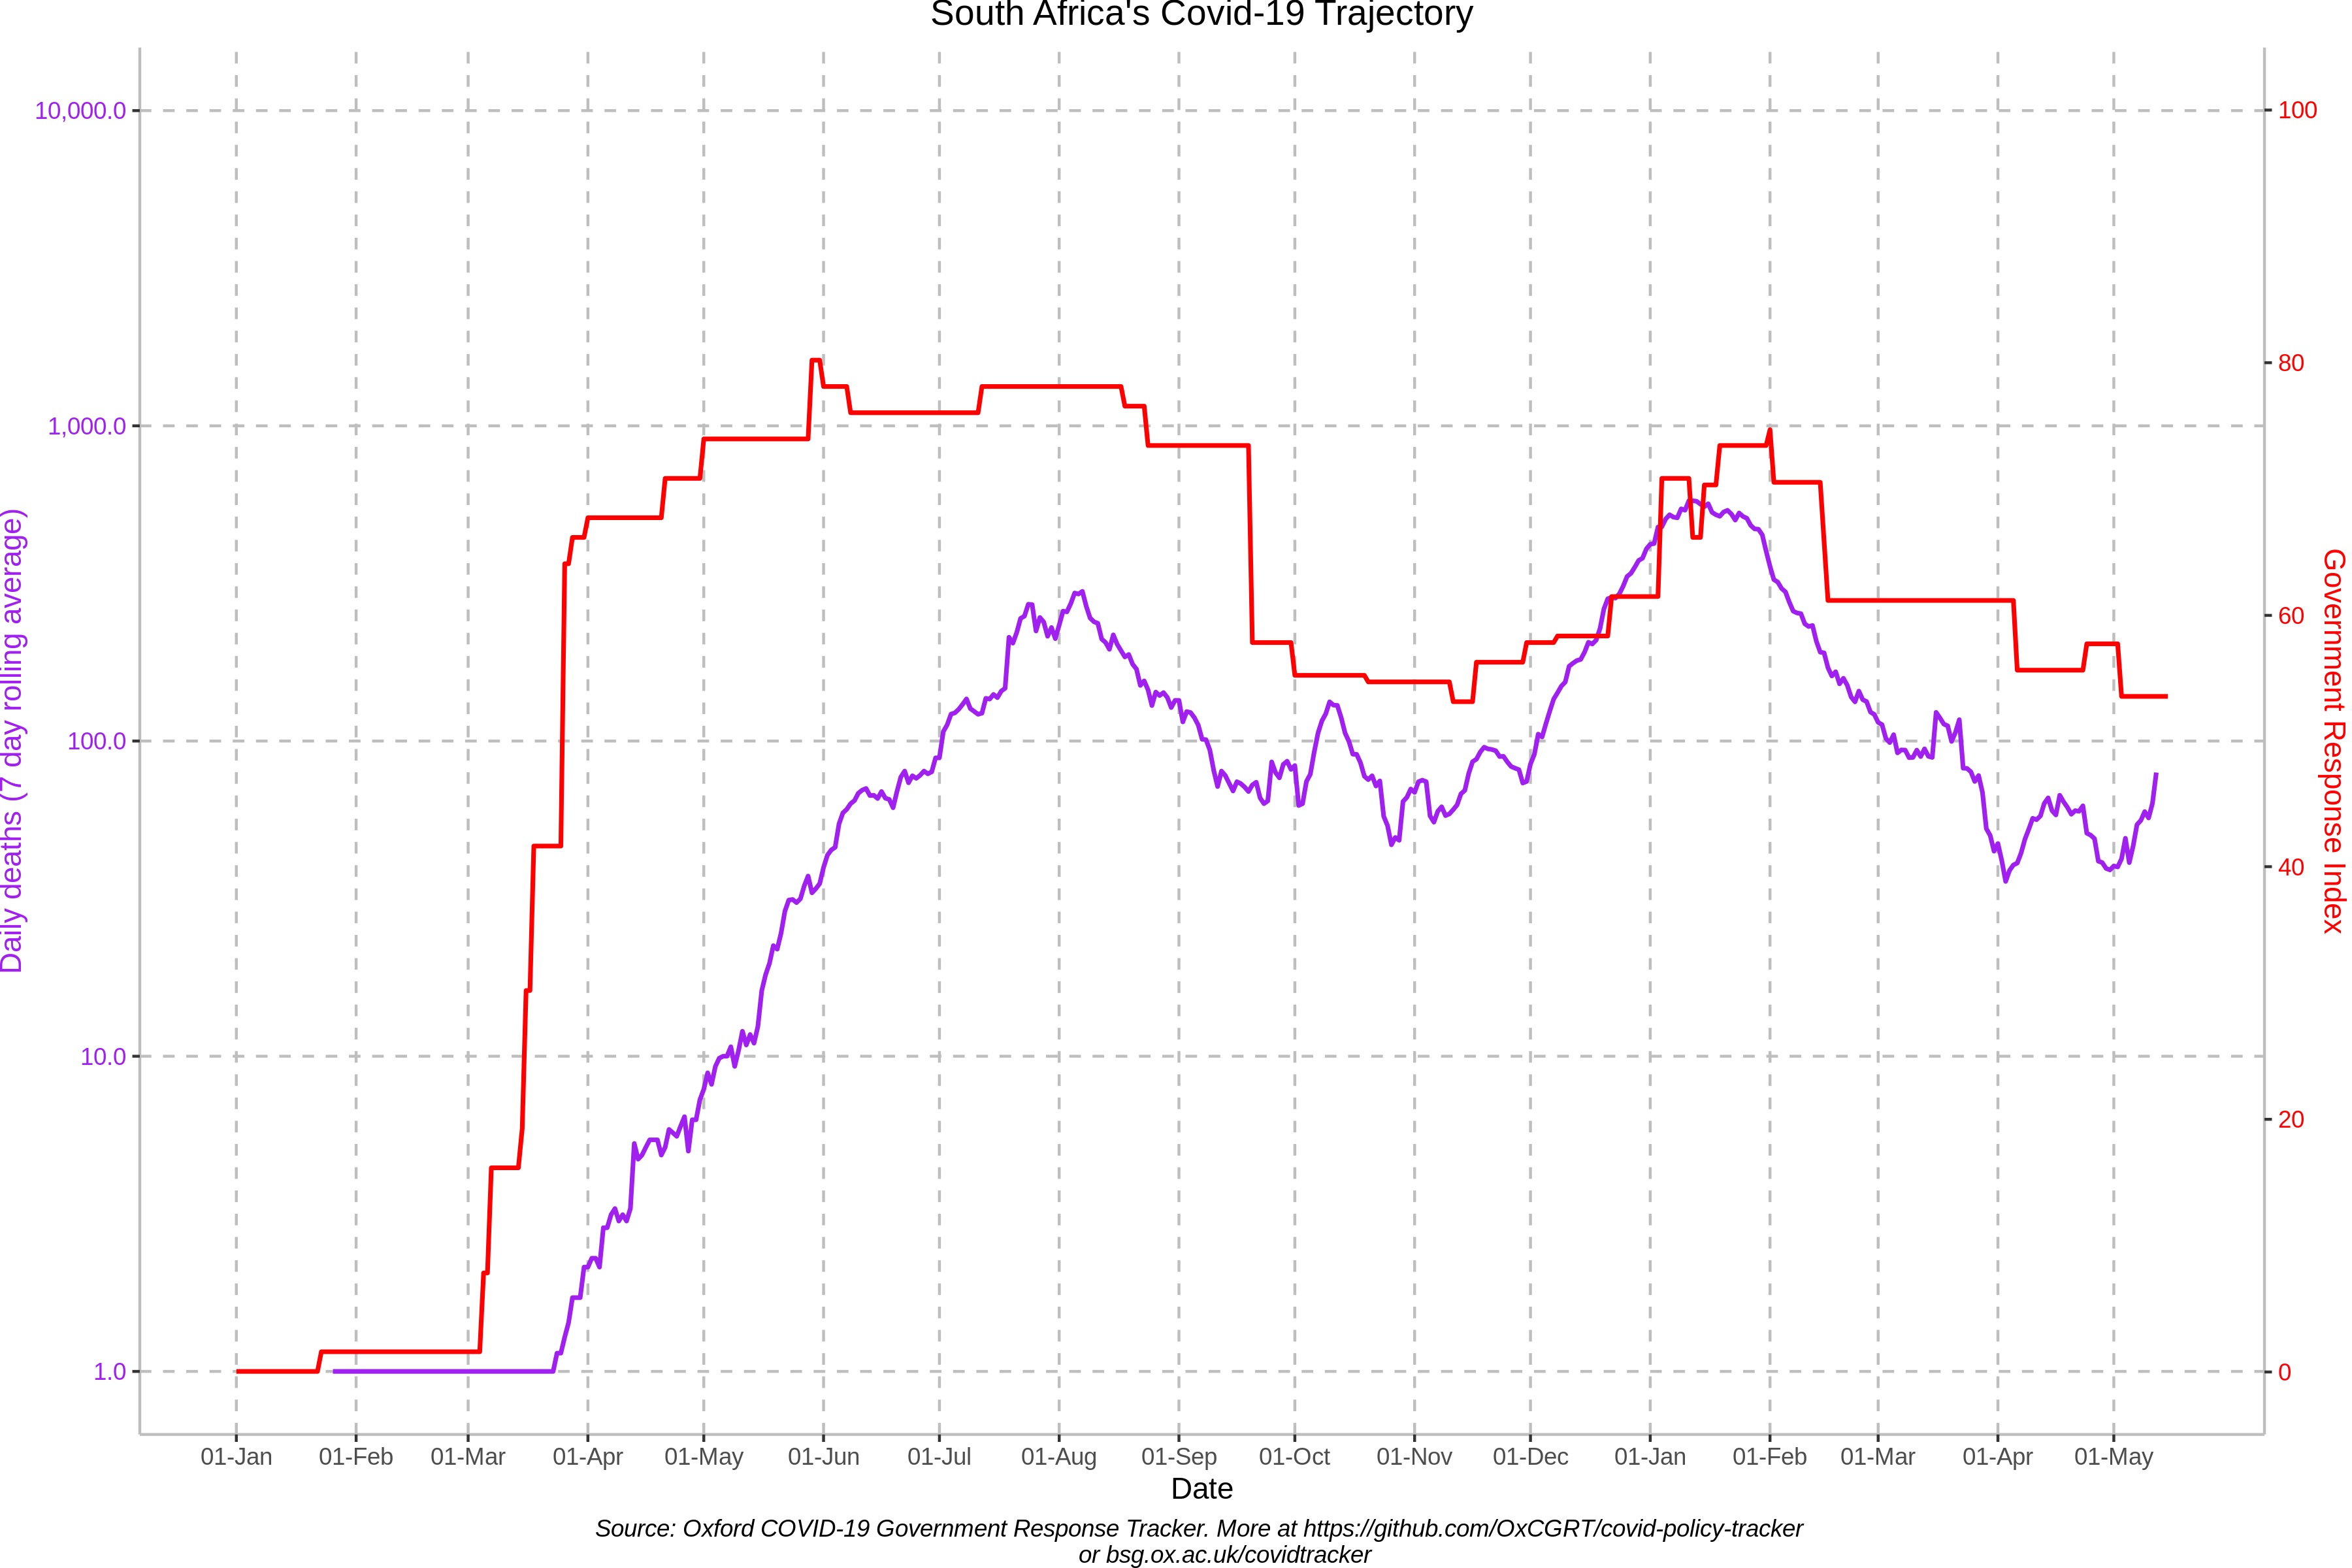 South Africa's Covid-19 Trajectory
10,000.0
1,000.0
100.0
10.0
1.0
Daily deaths (7 day rolling average)
100
80
60
40
20
0
Government Response Index
01-Jan 01-Feb 01-Mar 01-Apr 01-May 01-Jun 01-Jul 01-Aug 01-Sep 01-Oct 01-Nov 01-Dec 01-Jan 01-Feb 01-Mar 01-Apr 01-May
Date
Source: Oxford COVID-19 Government Response Tracker. More at https://github.com/OxCGRT/covid-policy-tracker
or bsg.ox.ac.uk/covidtracker